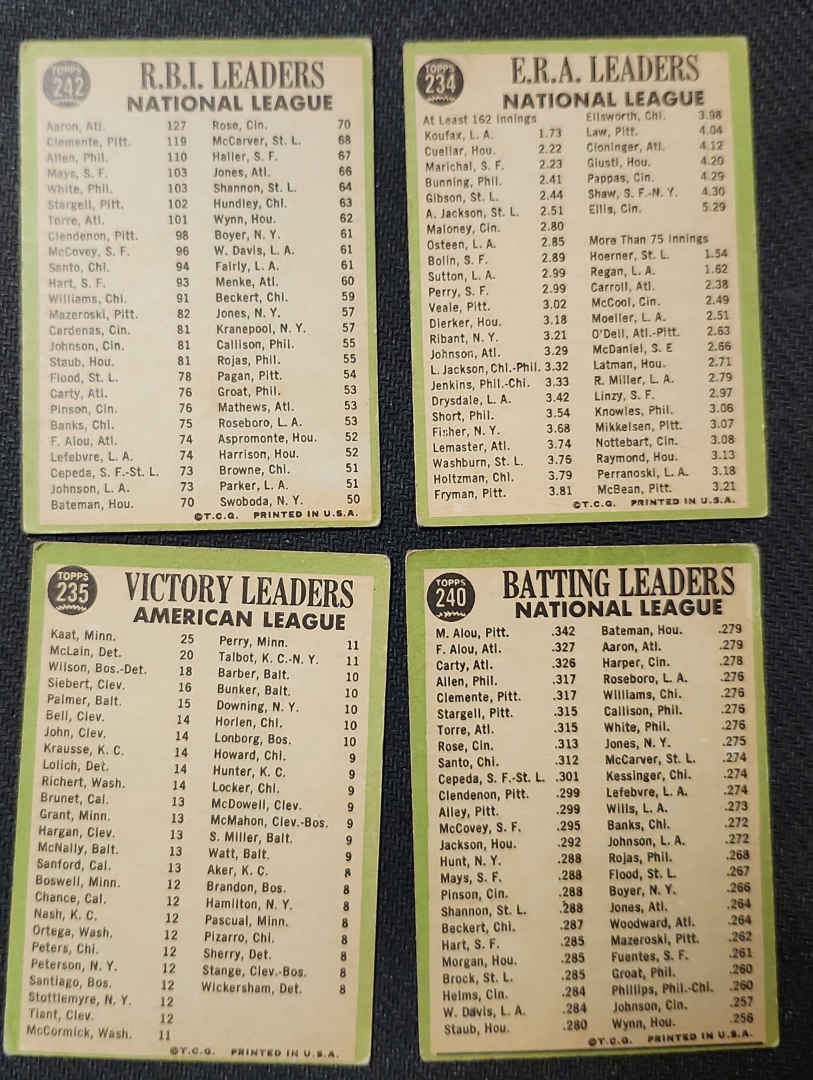 TOPPS
242
R.B.I. LEADERS
NATIONAL LEAGUE
Aaron, Atl. 127
Clemente, Pitt. 119
Allen, Phil. 110
Mays, S. F. 103
White, Phil. 103
Stargell, Pitt. 102
Torre, Atl. 101
Clendenon, Pitt. 98
McCovey, S. F. 96
Santo, Chi. 94
Hart, S. F. 93
Williams, Chi. 91
Mazeroski, Pitt. 82
Cardenas, Cin. 81
Johnson, Cin. 81
Staub, Hou. 81
Flood, St. L. 78
Carty, Atl. 76
Pinson, Cin. 76
Banks, Chi. 75
F. Alou, Atl. 74
Lefebvre, L. A. 74
Cepeda, S. F.-St. L. 73
Johnson, L. A. 73
Bateman, Hou. 70
Rose, Cin. 70
McCarver, St. L. 68
Haller, S. F. 67
Jones, Atl. 66
Shannon, St. L. 64
Hundley, Chi. 63
Wynn, Hou. 62
Boyer, N. Y. 61
W. Davis, L. A. 61
Fairly, L. A. 61
Menke, Atl. 60
Beckert, Chi. 59
Jones, N. Y. 57
Kranepool, N. Y. 57
Callison, Phil. 55
Rojas, Phil. 55
Pagan, Pitt. 54
Groat, Phil. 53
Mathews, Atl. 53
Roseboro, L. A. 53
Aspromonte, Hou. 52
Harrison, Hou. 52
Browne, Chi. 51
Parker, L. A. 51
Swoboda, N. Y. 50
©T.C.G. PRINTED IN U.S.A.
TOPPS
234
E.R.A. LEADERS
NATIONAL LEAGUE
At Least 162 Innings
Koufax, L. A. 1.73
Cuellar, Hou. 2.22
Marichal, S. F. 2.23
Bunning, Phil. 2.41
Gibson, St. L. 2.44
A. Jackson, St. L. 2.51
Maloney, Cin. 2.80
Osteen, L. A. 2.85
Bolin, S. F. 2.89
Sutton, L. A. 2.99
Perry, S. F. 2.99
Veale, Pitt. 3.02
Dierker, Hou. 3.18
Ribant, N. Y. 3.21
Johnson, Atl. 3.29
L. Jackson, Chi.-Phil. 3.32
Jenkins, Phil.-Chi. 3.33
Drysdale, L. A. 3.42
Short, Phil. 3.54
Fisher, N. Y. 3.68
Lemaster, Atl. 3.74
Washburn, St. L. 3.76
Holtzman, Chi. 3.79
Fryman, Pitt. 3.81
Ellsworth, Chi. 3.98
Law, Pitt. 4.04
Cloninger, Atl. 4.12
Giusti, Hou. 4.20
Pappas, Cin. 4.29
Shaw, S. F.-N. Y. 4.30
Ellis, Cin. 5.29
More Than 75 Innings
Hoerner, St. L. 1.54
Regan, L. A. 1.62
Carroll, Atl. 2.38
McCool, Cin. 2.49
Moeller, L. A. 2.51
O'Dell, Atl.-Pitt. 2.63
McDaniel, S. F. 2.66
Latman, Hou. 2.71
R. Miller, L. A. 2.79
Linzy, S. F. 2.97
Knowles, Phil. 3.06
Mikkelsen, Pitt. 3.07
Nottebart, Cin. 3.08
Raymond, Hou. 3.13
Perranoski, L. A. 3.18
McBean, Pitt. 3.21
©T.C.G. PRINTED IN U.S.A.
TOPPS
235
VICTORY LEADERS
AMERICAN LEAGUE
Kaat, Minn. 25
McLain, Det. 20
Wilson, Bos.-Det. 18
Siebert, Clev. 16
Palmer, Balt. 15
Bell, Clev. 14
John, Clev. 14
Krausse, K. C. 14
Lolich, Det. 14
Richert, Wash. 14
Brunet, Cal. 13
Grant, Minn. 13
Hargan, Clev. 13
McNally, Balt. 13
Sanford, Cal. 13
Boswell, Minn. 12
Chance, Cal. 12
Nash, K. C. 12
Ortega, Wash. 12
Peters, Chi. 12
Peterson, N. Y. 12
Santiago, Bos. 12
Stottlemyre, N. Y. 12
Tiant, Clev. 12
McCormick, Wash. 11
Perry, Minn. 11
Talbot, K. C.-N. Y. 11
Barber, Balt. 10
Bunker, Balt. 10
Downing, N. Y. 10
Horlen, Chi. 10
Lonborg, Bos. 10
Howard, Chi. 9
Hunter, K. C. 9
Locker, Chi. 9
McDowell, Clev. 9
McMahon, Clev.-Bos. 9
S. Miller, Balt. 9
Watt, Balt. 9
Aker, K. C. 8
Brandon, Bos. 8
Hamilton, N. Y. 8
Pascual, Minn. 8
Pizarro, Chi. 8
Sherry, Det. 8
Stange, Clev.-Bos. 8
Wickersham, Det. 8
©T.C.G. PRINTED IN U.S.A.
TOPPS
240
BATTING LEADERS
NATIONAL LEAGUE
M. Alou, Pitt. .342
F. Alou, Atl. .327
Carty, Atl. .326
Allen, Phil. .317
Clemente, Pitt. .317
Stargell, Pitt. .315
Torre, Atl. .315
Rose, Cin. .313
Santo, Chi. .312
Cepeda, S. F.-St. L. .301
Clendenon, Pitt. .299
Alley, Pitt. .299
McCovey, S. F. .295
Jackson, Hou. .292
Hunt, N. Y. .288
Mays, S. F. .288
Pinson, Cin. .288
Shannon, St. L. .288
Beckert, Chi. .287
Hart, S. F. .285
Morgan, Hou. .285
Brock, St. L. .285
Helms, Cin. .284
W. Davis, L. A. .284
Staub, Hou. .280
Bateman, Hou. .279
Aaron, Atl. .279
Harper, Cin. .278
Roseboro, L. A. .276
Williams, Chi. .276
Callison, Phil. .276
White, Phil. .276
Jones, N. Y. .275
McCarver, St. L. .274
Kessinger, Chi. .274
Lefebvre, L. A. .274
Wills, L. A. .273
Banks, Chi. .272
Johnson, L. A. .272
Rojas, Phil. .268
Flood, St. L. .267
Boyer, N. Y. .266
Jones, Atl. .264
Woodward, Atl. .264
Mazeroski, Pitt. .262
Fuentes, S. F. .261
Groat, Phil. .260
Phillips, Phil.-Chi. .260
Johnson, Cin. .257
Wynn, Hou. .256
©T.C.G. PRINTED IN U.S.A.